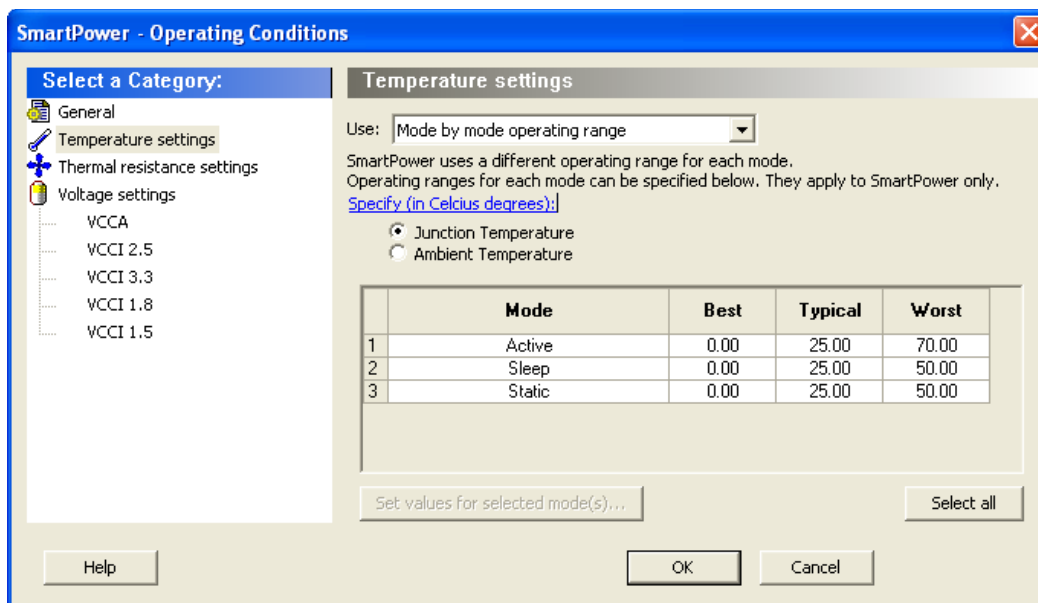 SmartPower - Operating Conditions
Select a Category:
General
Temperature settings
Thermal resistance settings
Voltage settings
VCCA
VCCI 2.5
VCCI 3.3
VCCI 1.8
VCCI 1.5
Temperature settings
Use: Mode by mode operating range
SmartPower uses a different operating range for each mode.
Operating ranges for each mode can be specified below. They apply to SmartPower only.
Specify (in Celcius degrees):
Junction Temperature
Ambient Temperature
Mode Best Typical Worst
1 Active 0.00 25.00 70.00
2 Sleep 0.00 25.00 50.00
3 Static 0.00 25.00 50.00
Set values for selected mode(s)... Select all
Help OK Cancel